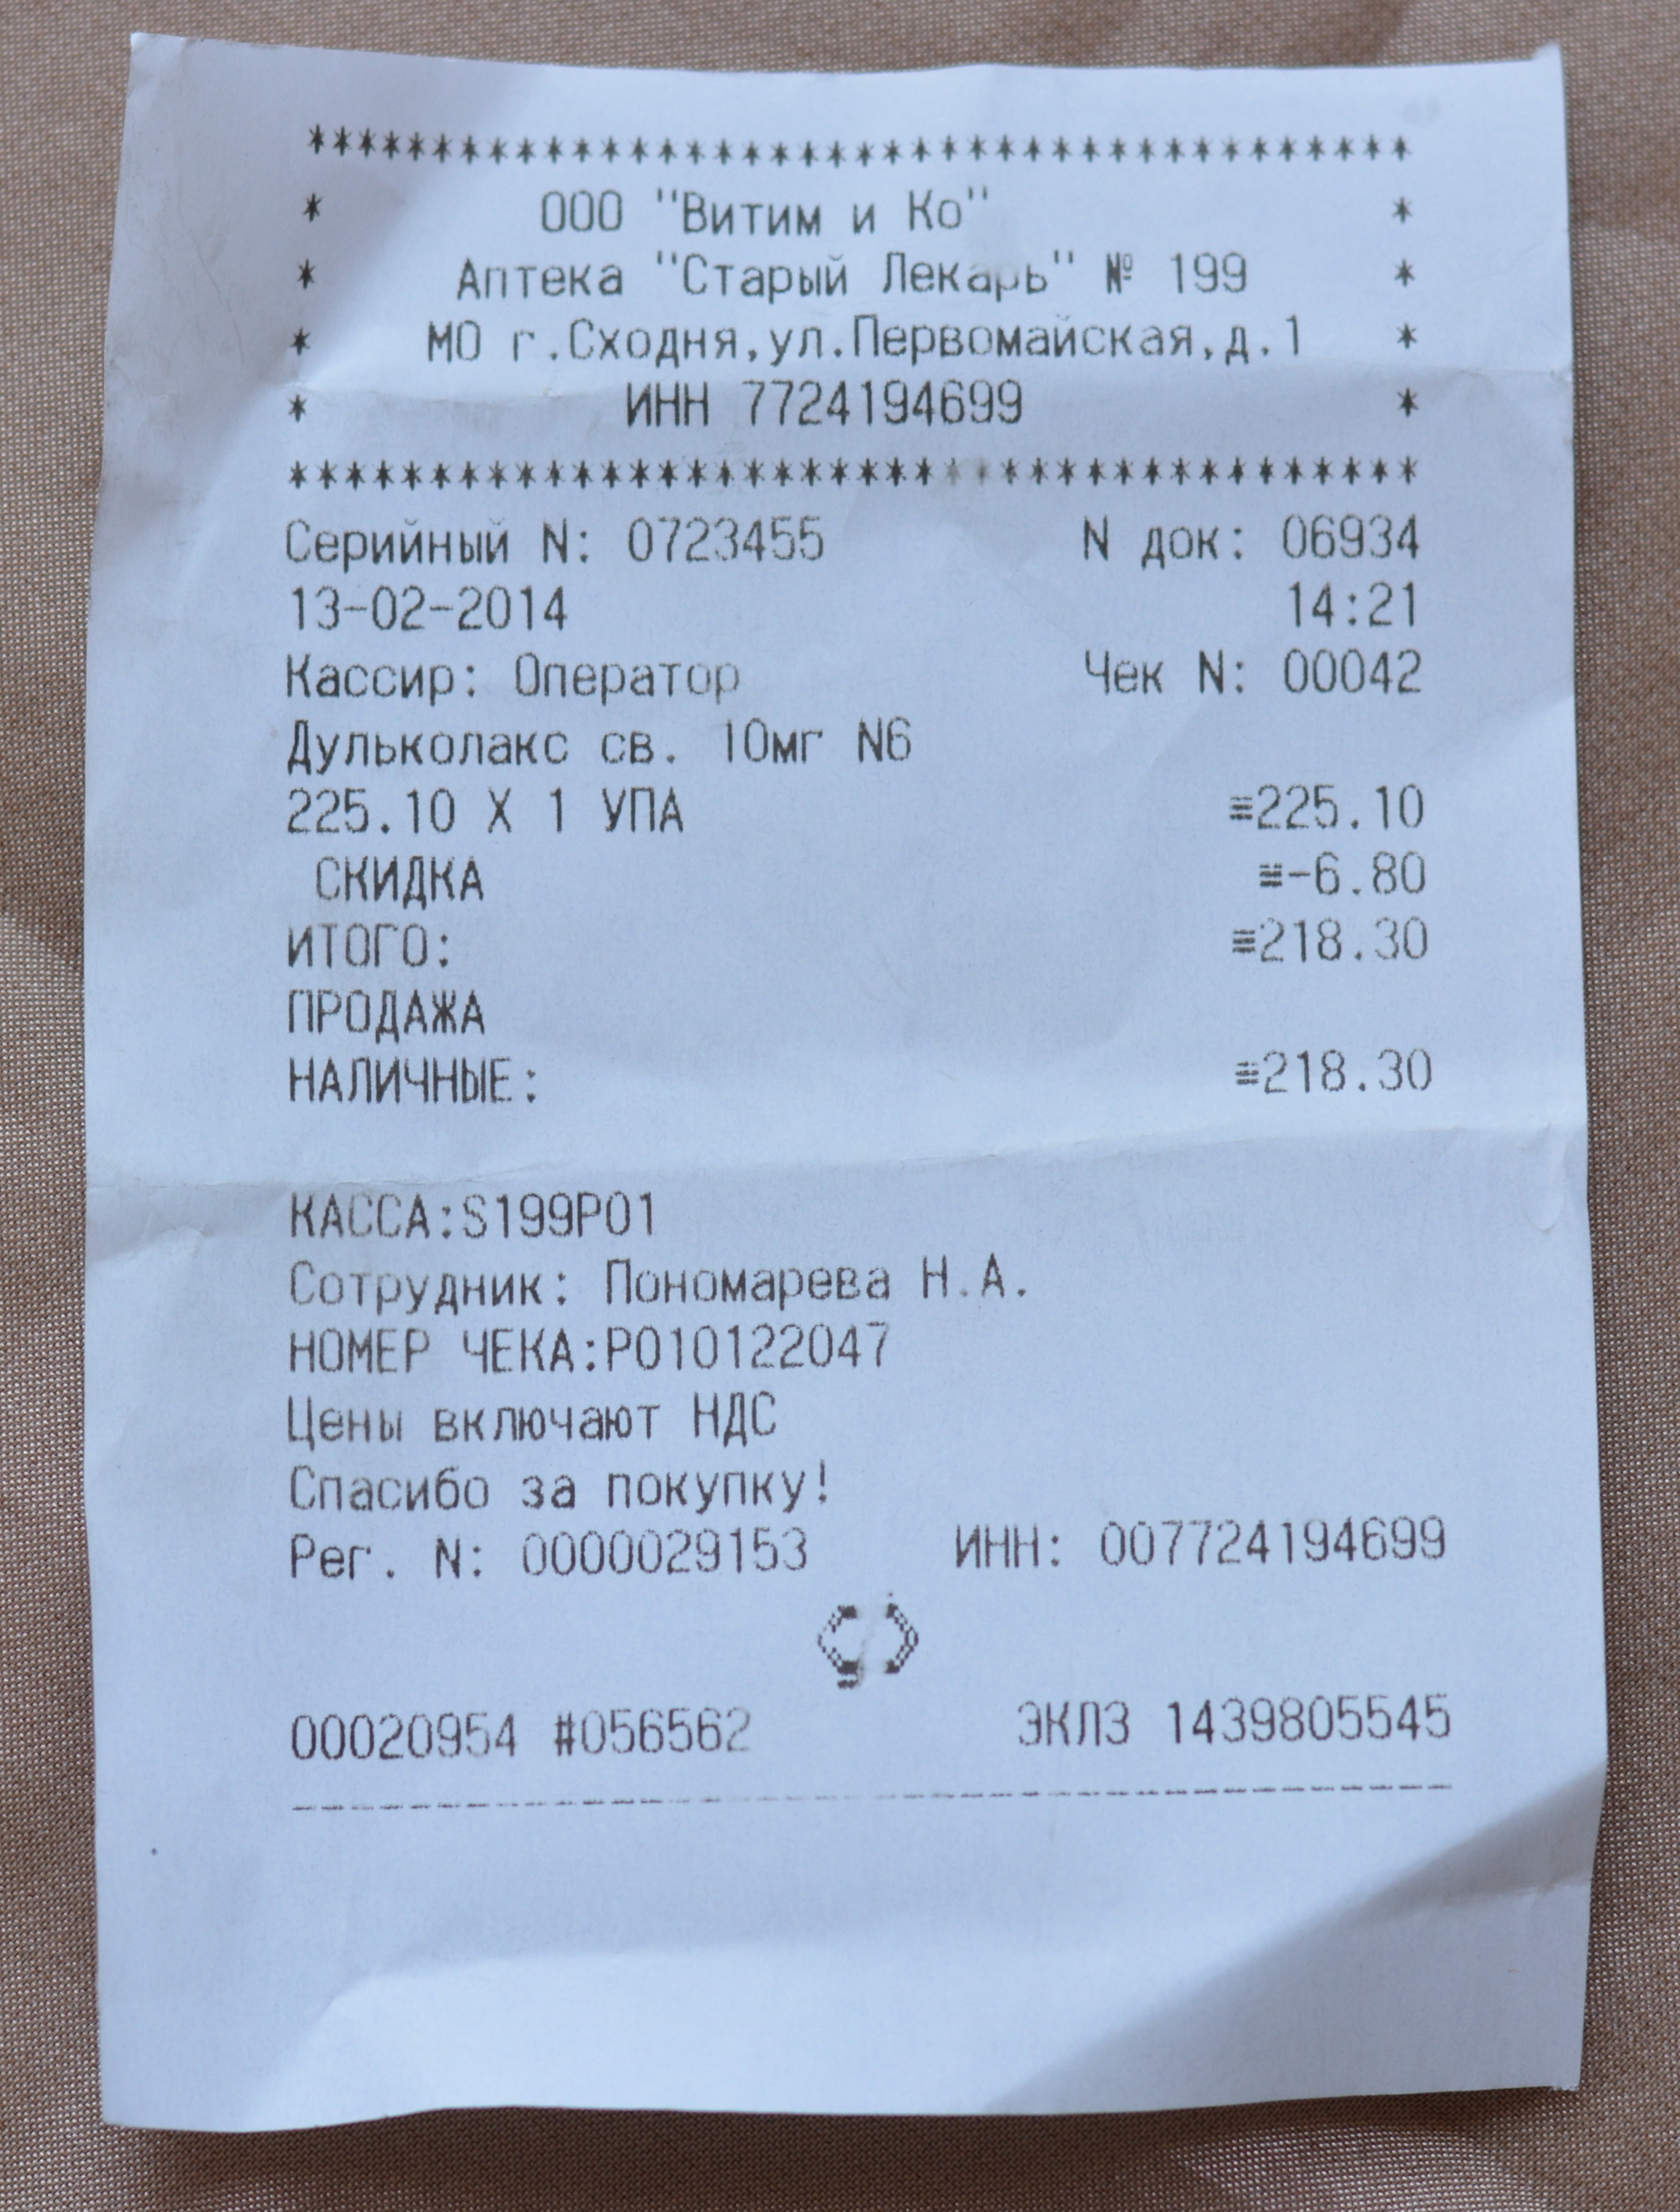 ****************************************
* ООО "Витим и Ко" *
* Аптека "Старый Лекарь" № 199 *
* МО г.Сходня,ул.Первомайская,д.1 *
* ИНН 7724194699 *
****************************************
Серийный N: 0723455 N док: 06934
13-02-2014 14:21
Кассир: Оператор Чек N: 00042
Дульколакс св. 10мг N6
225.10 X 1 УПА ≡225.10
СКИДКА ≡-6.80
ИТОГО: ≡218.30
ПРОДАЖА
НАЛИЧНЫЕ: ≡218.30
КАССА:S199P01
Сотрудник: Пономарева Н.А.
НОМЕР ЧЕКА:P010122047
Цены включают НДС
Спасибо за покупку!
Рег. N: 0000029153 ИНН: 007724194699
00020954 #056562 ЭКЛЗ 1439805545